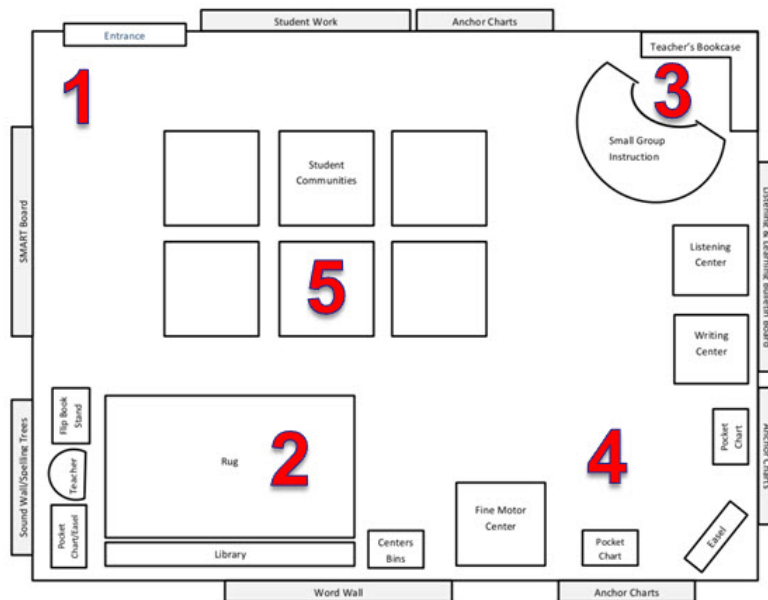 Student Work
Anchor Charts
Entrance
Teacher's Bookcase
1
3
Small Group
Instruction
Student
Communities
SMART Board
Listening & Learning Bulletin Board
Listening
Center
5
Writing
Center
Flip Book
Stand
Sound Wall/Spelling Trees
Rug
2
4
Pocket
Chart
Anchor Charts
Teacher
Pocket
Chart/Easel
Fine Motor
Center
Easel
Library
Centers
Bins
Pocket
Chart
Word Wall
Anchor Charts